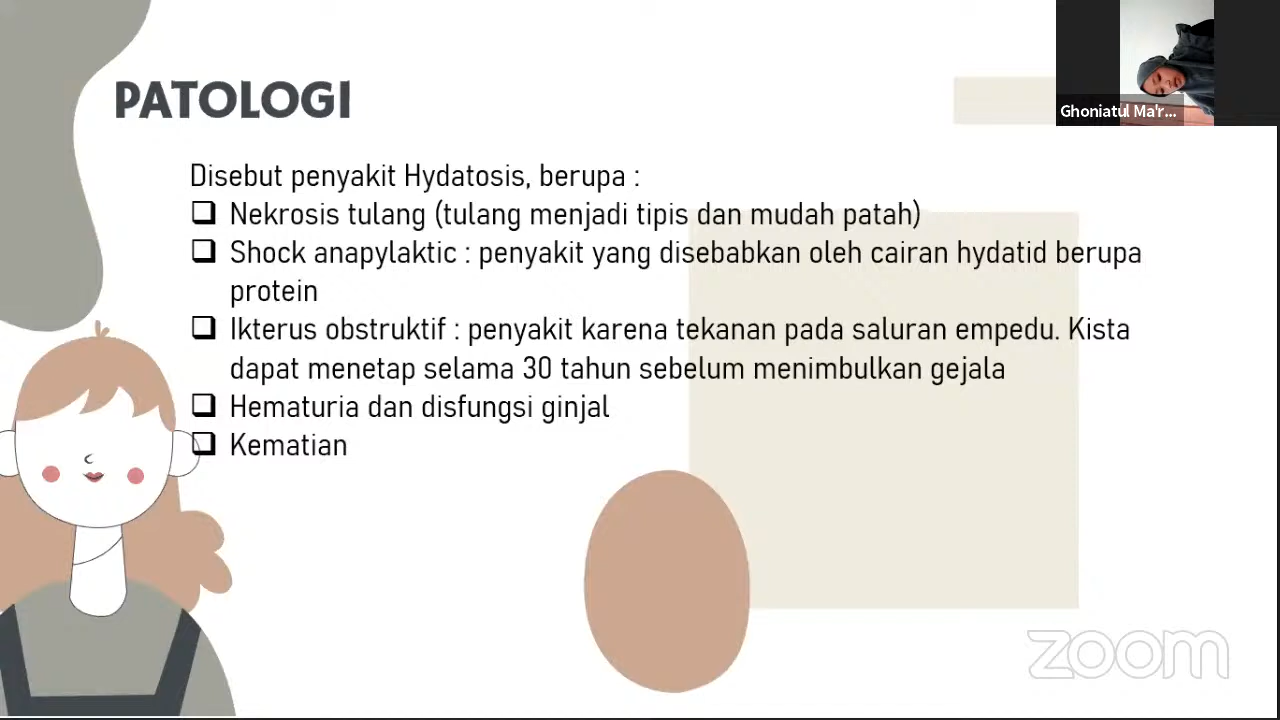 PATOLOGI
Ghoniatul Ma'r...
Disebut penyakit Hydatosis, berupa :
❑ Nekrosis tulang (tulang menjadi tipis dan mudah patah)
❑ Shock anapylaktic : penyakit yang disebabkan oleh cairan hydatid berupa
protein
❑ Ikterus obstruktif : penyakit karena tekanan pada saluran empedu. Kista
dapat menetap selama 30 tahun sebelum menimbulkan gejala
❑ Hematuria dan disfungsi ginjal
❑ Kematian
zoom